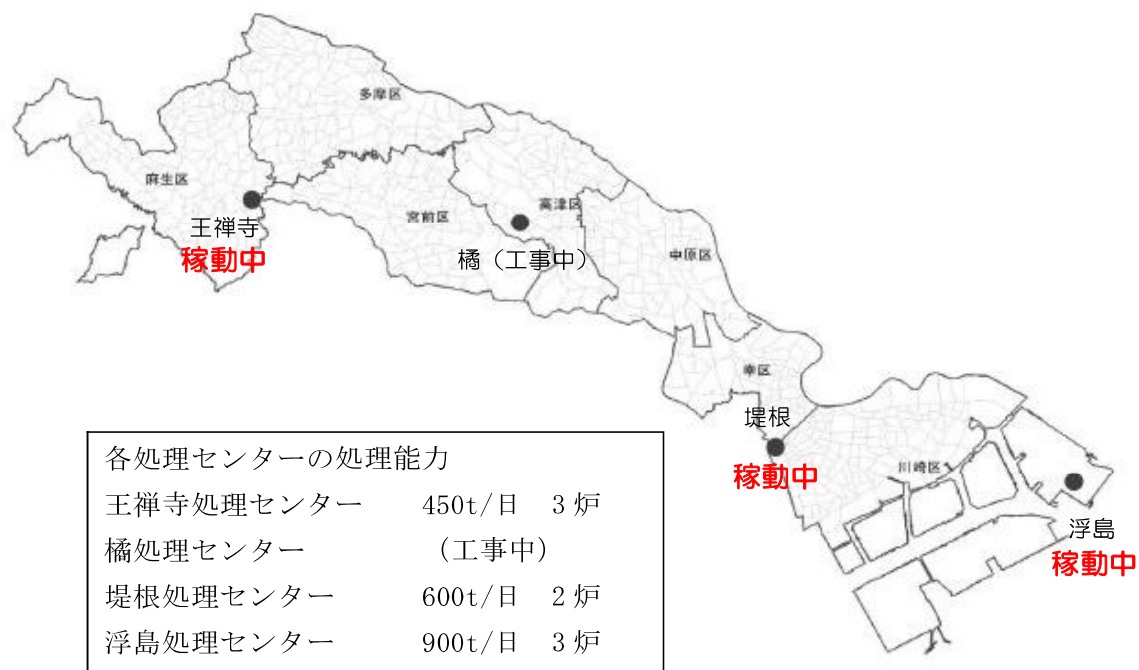 多摩区
麻生区
王禅寺
稼動中
宮前区
高津区
橘（工事中）
中原区
幸区
堤根
稼動中
川崎区
浮島
稼動中
各処理センターの処理能力
王禅寺処理センター 450t/日 3炉
橘処理センター （工事中）
堤根処理センター 600t/日 2炉
浮島処理センター 900t/日 3炉